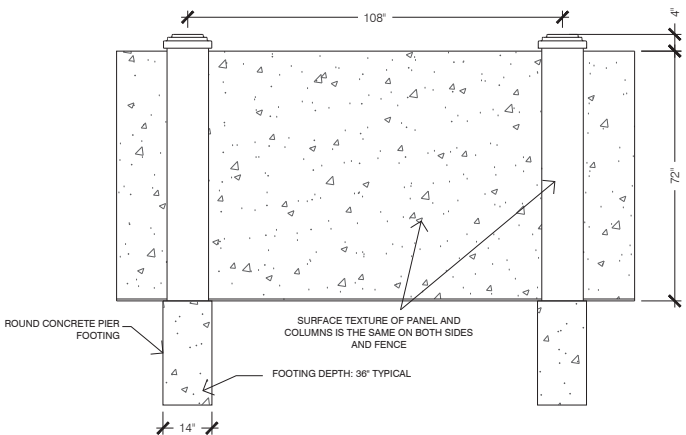 108"
4"
72"
ROUND CONCRETE PIER
FOOTING
SURFACE TEXTURE OF PANEL AND
COLUMNS IS THE SAME ON BOTH SIDES
AND FENCE
FOOTING DEPTH: 36" TYPICAL
14"